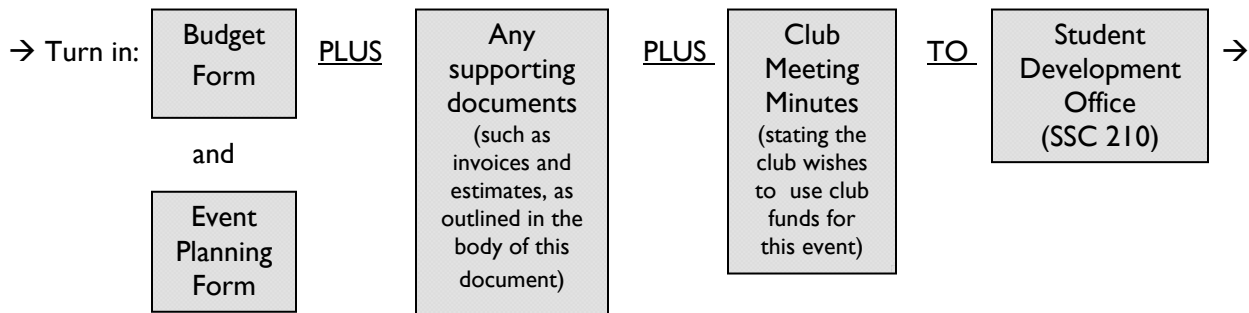 → Turn in:
Budget
Form
and
Event
Planning
Form
PLUS
Any
supporting
documents
(such as
invoices and
estimates, as
outlined in the
body of this
document)
PLUS
Club
Meeting
Minutes
(stating the
club wishes
to use club
funds for
this event)
TO
Student
Development
Office
(SSC 210)
→